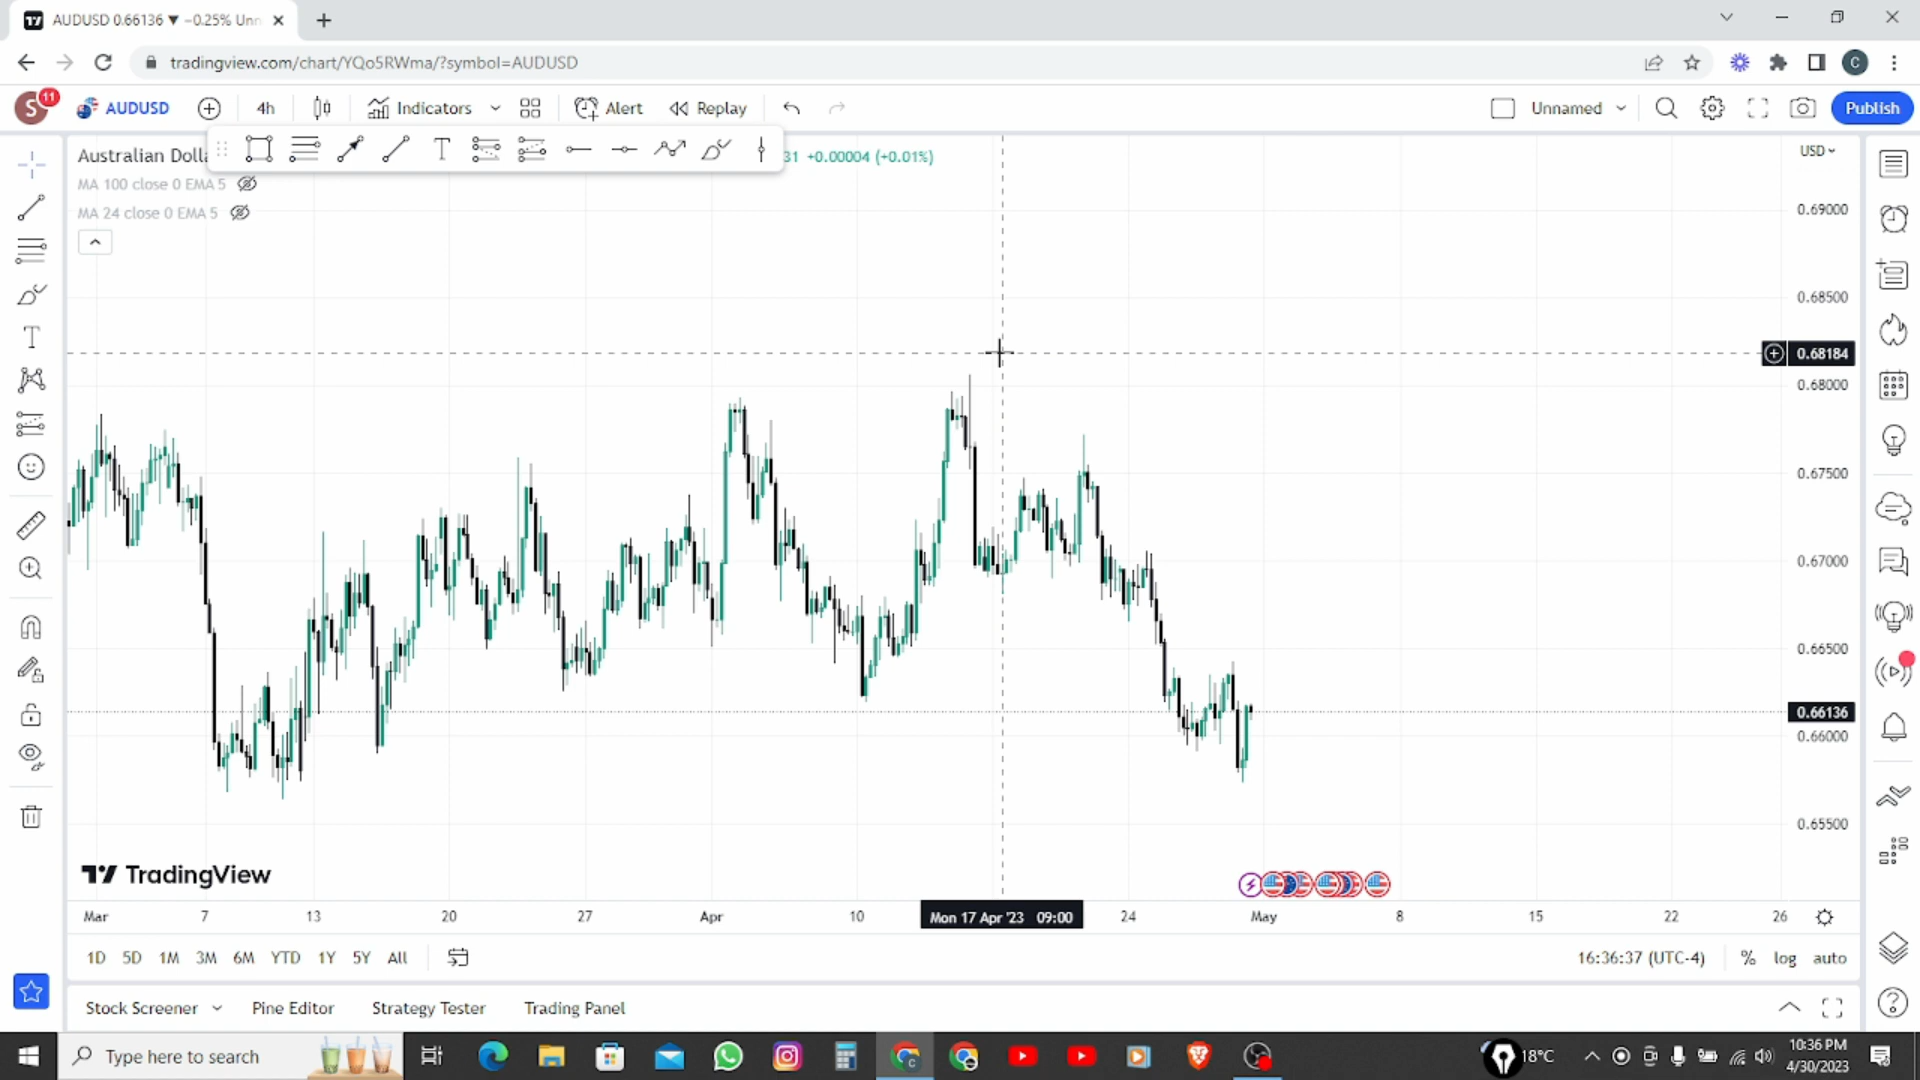 AUDUSD 0.66136 ▼ −0.25% Unn
tradingview.com/chart/YQo5RWma/?symbol=AUDUSD
C
S
11
AUDUSD
4h
Indicators
Alert
Replay
Unnamed
Publish
Australian Dolla
31 +0.00004 (+0.01%)
USD
MA 100 close 0 EMA 5
MA 24 close 0 EMA 5
0.69000
0.68500
0.68184
0.68000
0.67500
0.67000
0.66500
0.66136
0.66000
0.65500
TradingView
Mar
7
13
20
27
Apr
10
Mon 17 Apr '23 09:00
24
May
8
15
22
26
1D 5D 1M 3M 6M YTD 1Y 5Y All
16:36:37 (UTC-4)
% log auto
Stock Screener
Pine Editor
Strategy Tester
Trading Panel
Type here to search
18°C
10:36 PM
4/30/2023